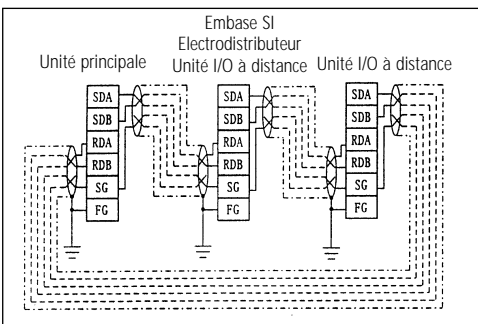 Embase SI
Electrodistributeur
Unité principale
Unité I/O à distance
Unité I/O à distance
SDA
SDB
RDA
RDB
SG
FG
SDA
SDB
RDA
RDB
SG
FG
SDA
SDB
RDA
RDB
SG
FG